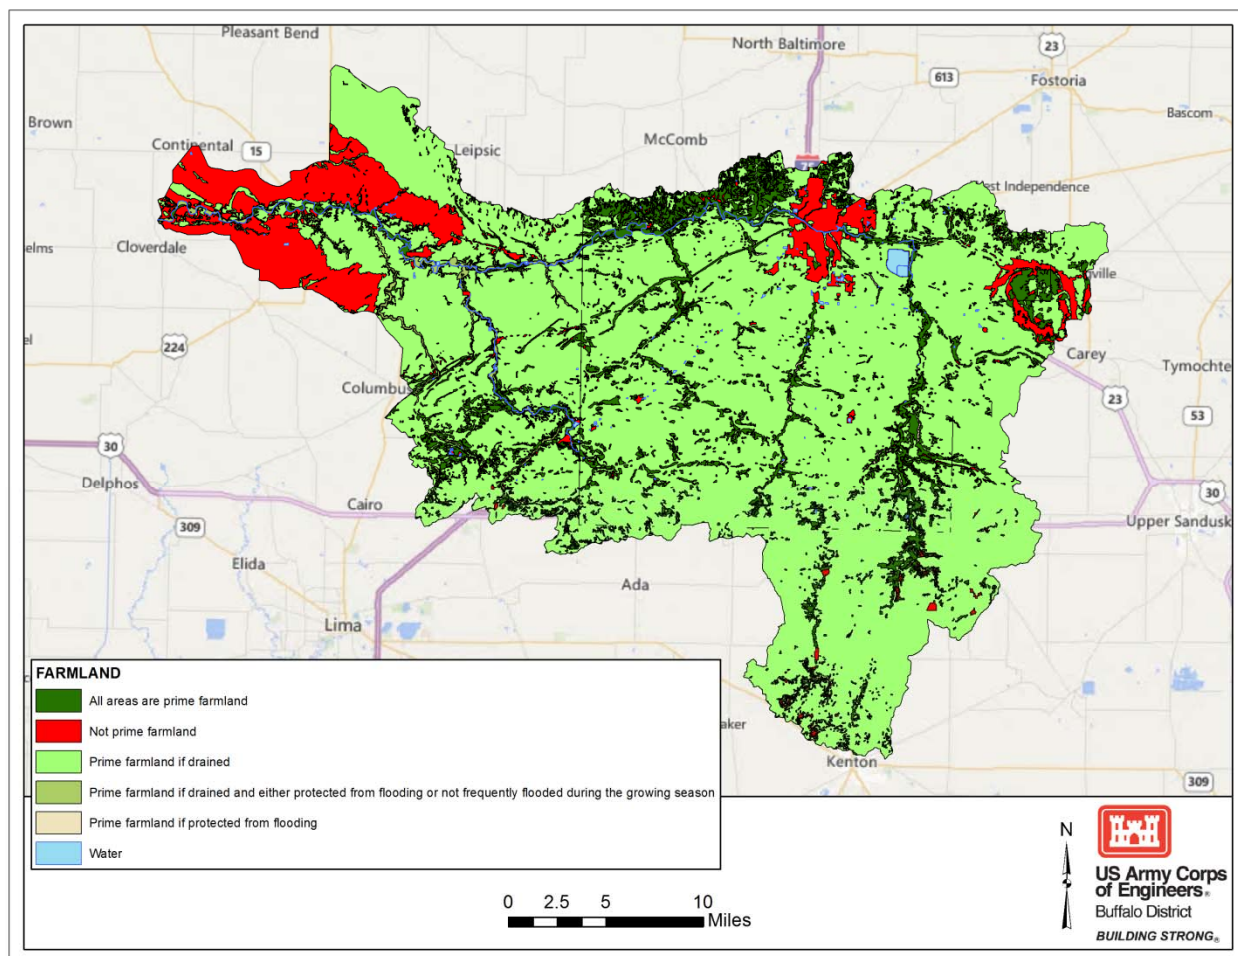 Pleasant Bend
North Baltimore
23
613
Fostoria
Bascom
Brown
Continental
15
Leipsic
McComb
West Independence
Cloverdale
Carey
Tymochte
224
Columbu
23
53
30
Delphos
Cairo
30
309
Upper Sandusk
Elida
Ada
Lima
Kenton
309
FARMLAND
All areas are prime farmland
Not prime farmland
Prime farmland if drained
Prime farmland if drained and either protected from flooding or not frequently flooded during the growing season
Prime farmland if protected from flooding
Water
N
0 2.5 5 10
Miles
US Army Corps
of Engineers®
Buffalo District
BUILDING STRONG®